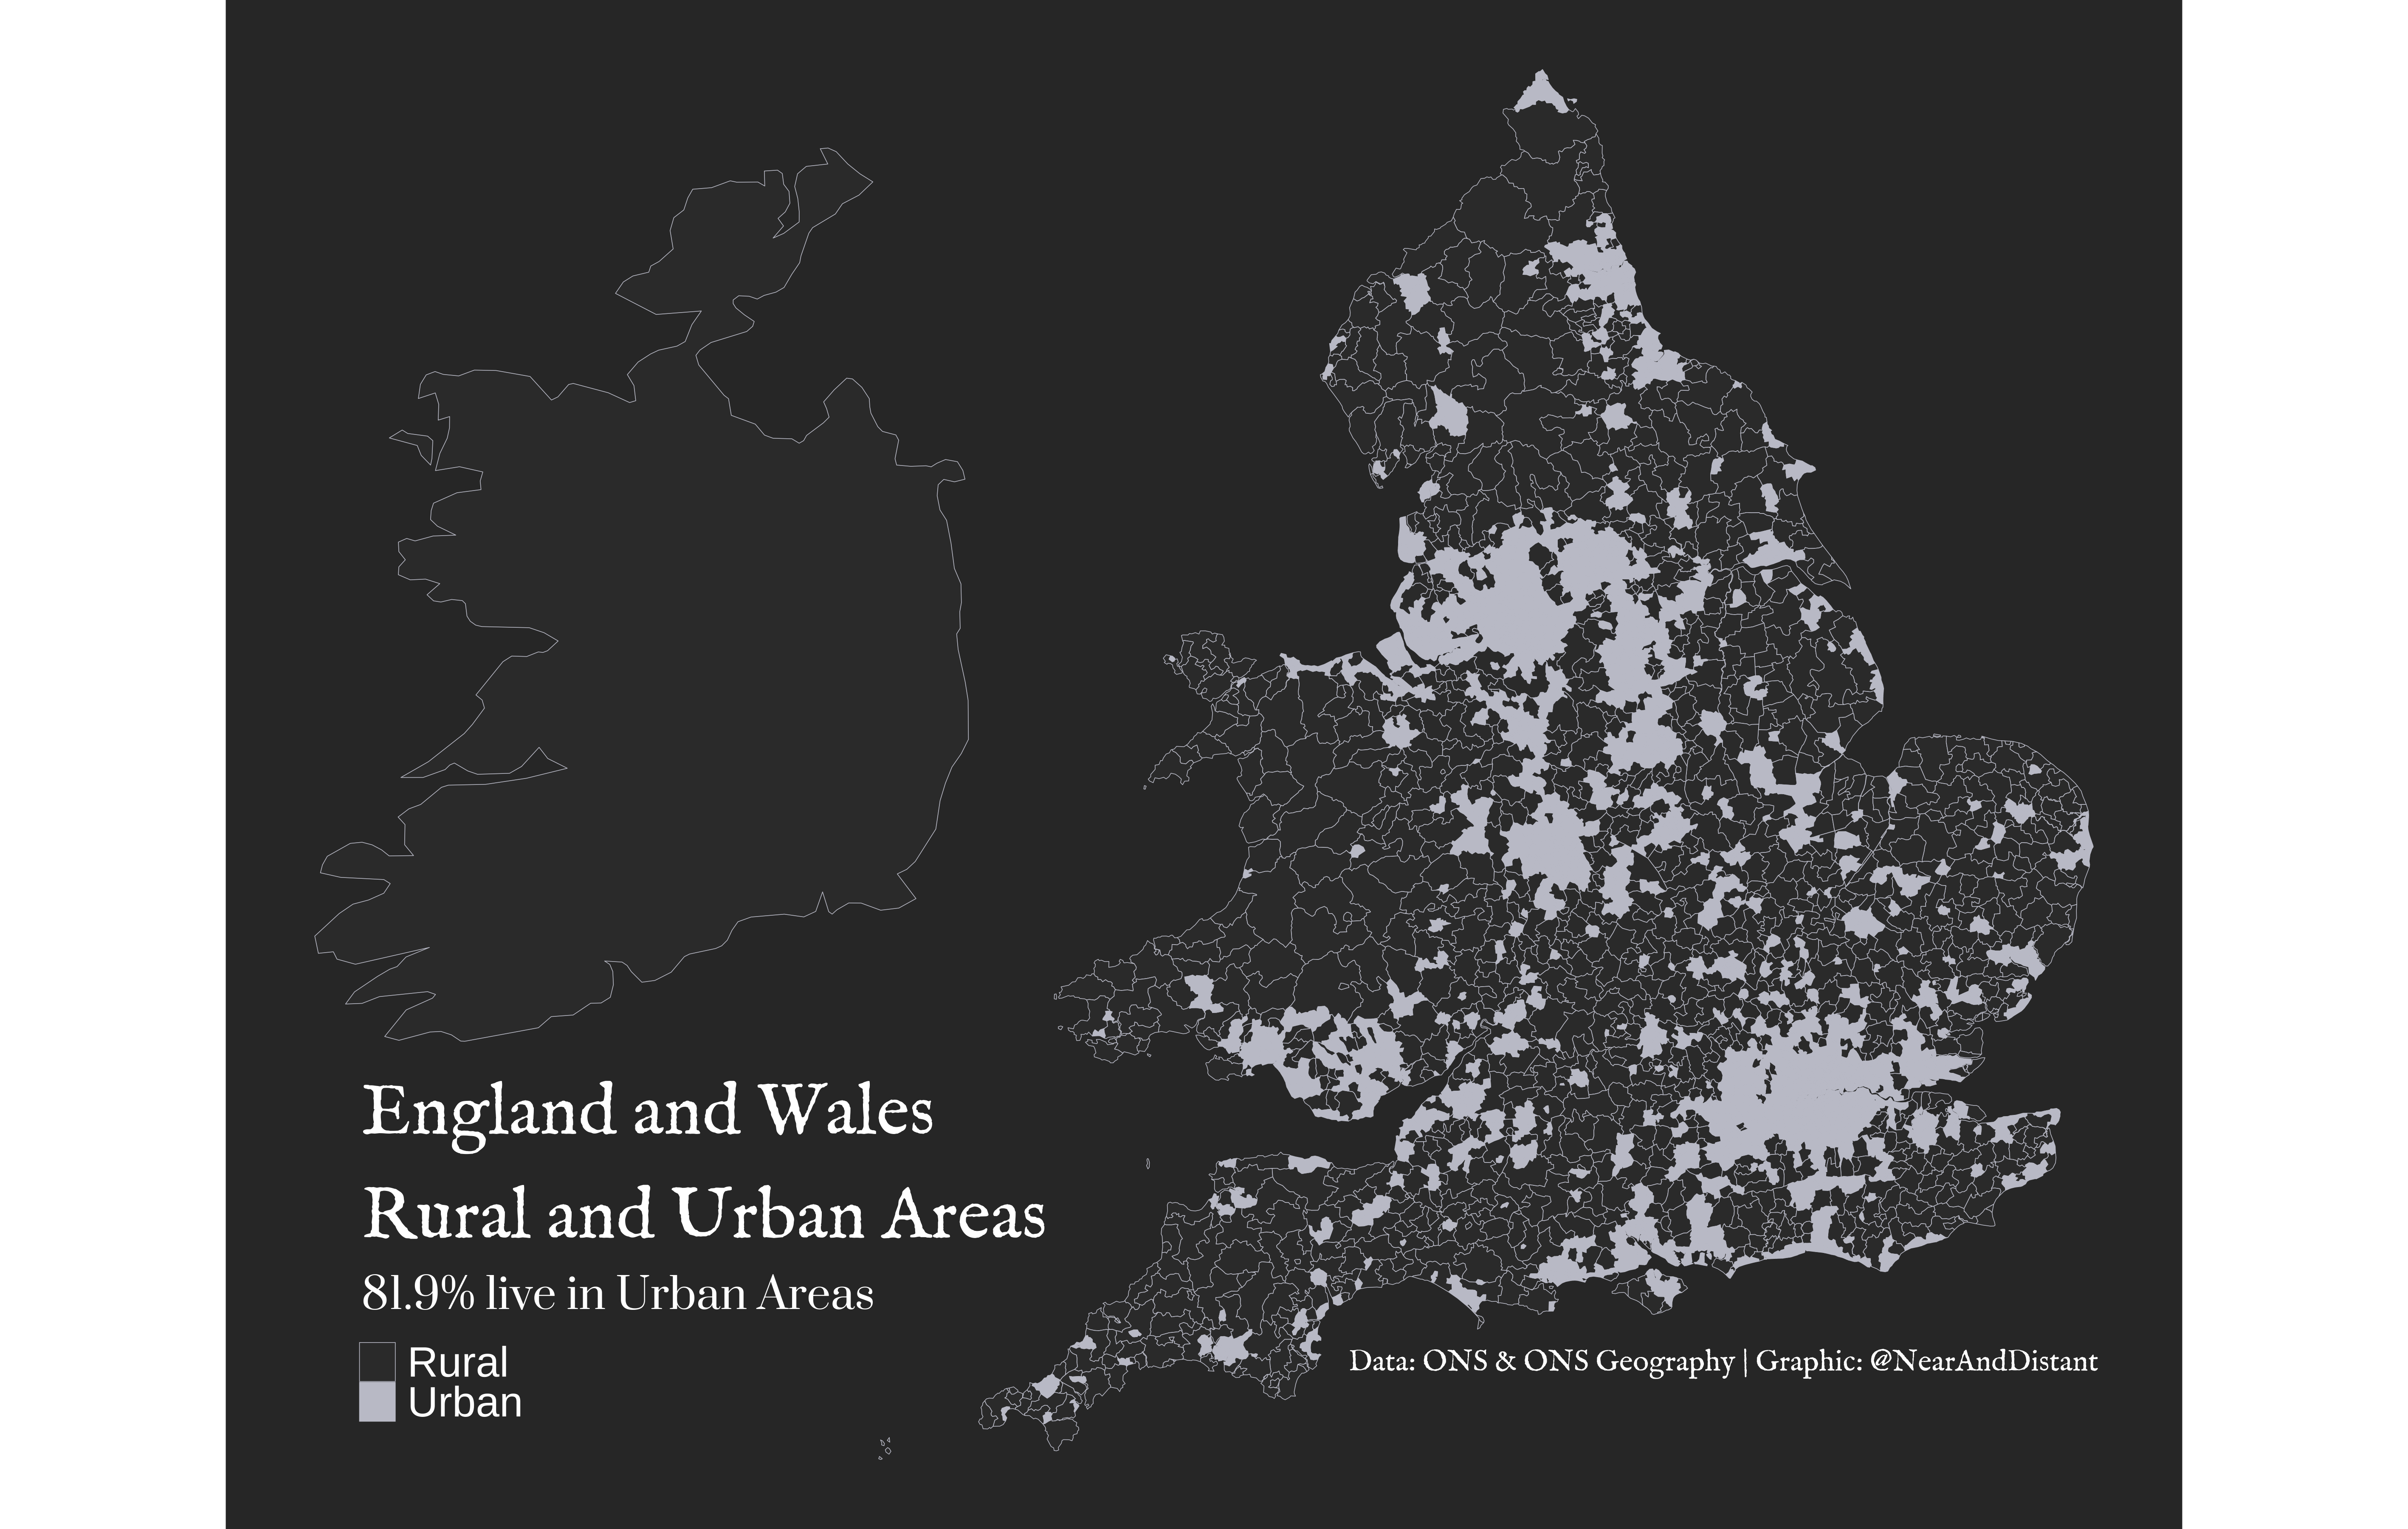 England and Wales
Rural and Urban Areas
81.9% live in Urban Areas
Rural
Urban
Data: ONS & ONS Geography | Graphic: @NearAndDistant